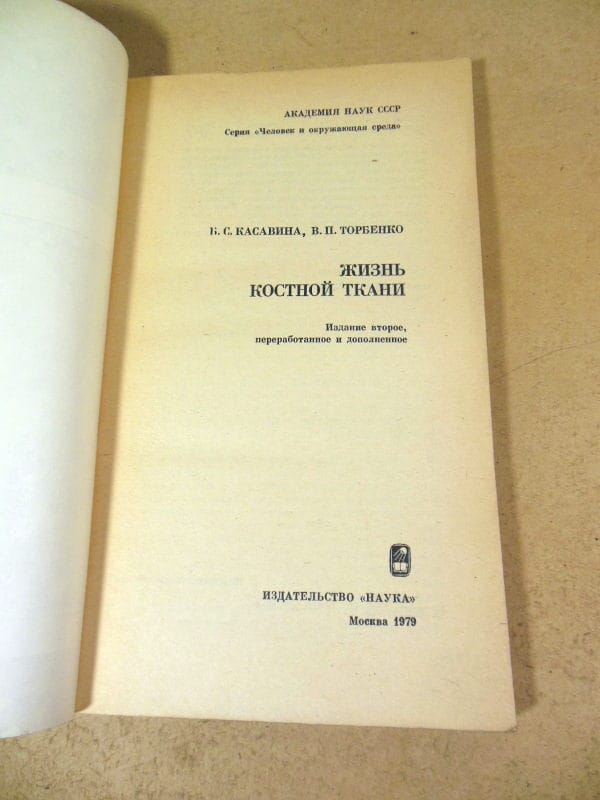 АКАДЕМИЯ НАУК СССР
Серия «Человек и окружающая среда»
Б. С. КАСАВИНА, В. П. ТОРБЕНКО
ЖИЗНЬ
КОСТНОЙ ТКАНИ
Издание второе,
переработанное и дополненное
ИЗДАТЕЛЬСТВО «НАУКА»
Москва 1979